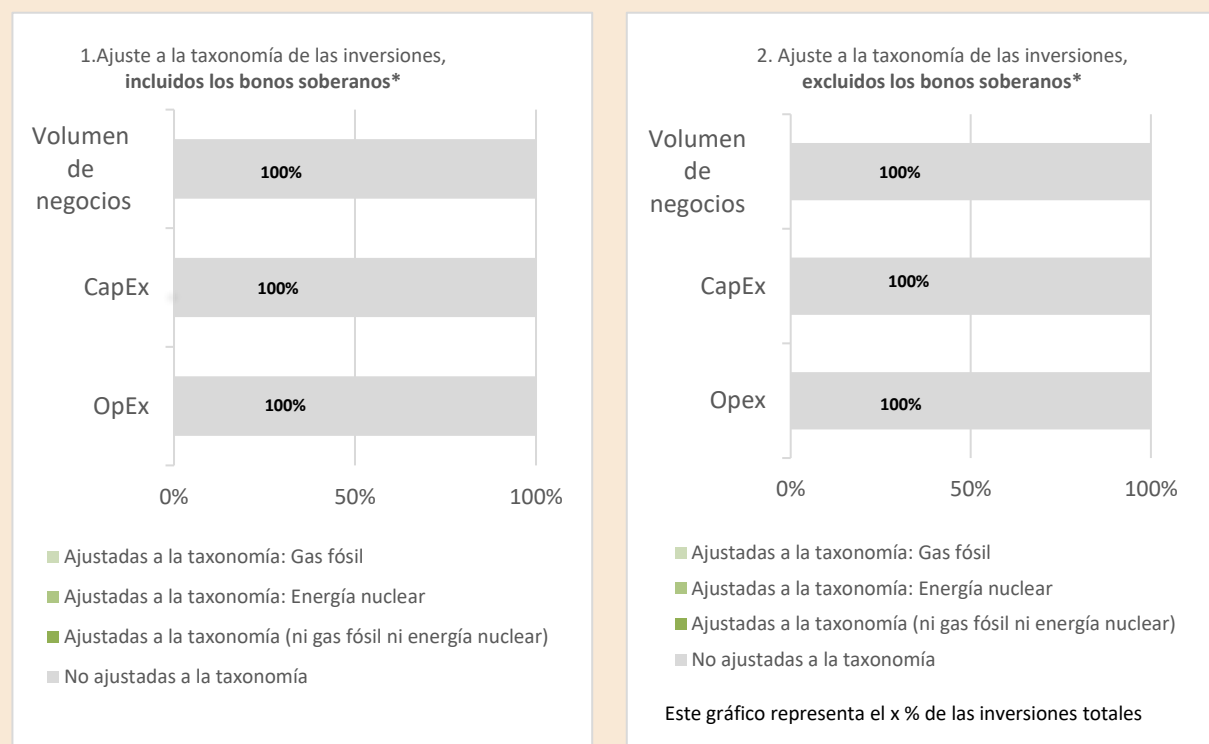 1.Ajuste a la taxonomía de las inversiones,
incluidos los bonos soberanos*
Volumen
de
negocios
100%
CapEx
100%
OpEx
100%
0%
50%
100%
Ajustadas a la taxonomía: Gas fósil
Ajustadas a la taxonomía: Energía nuclear
Ajustadas a la taxonomía (ni gas fósil ni energía nuclear)
No ajustadas a la taxonomía
2. Ajuste a la taxonomía de las inversiones,
excluidos los bonos soberanos*
Volumen
de
negocios
100%
CapEx
100%
Opex
100%
0%
50%
100%
Ajustadas a la taxonomía: Gas fósil
Ajustadas a la taxonomía: Energía nuclear
Ajustadas a la taxonomía (ni gas fósil ni energía nuclear)
No ajustadas a la taxonomía
Este gráfico representa el x % de las inversiones totales